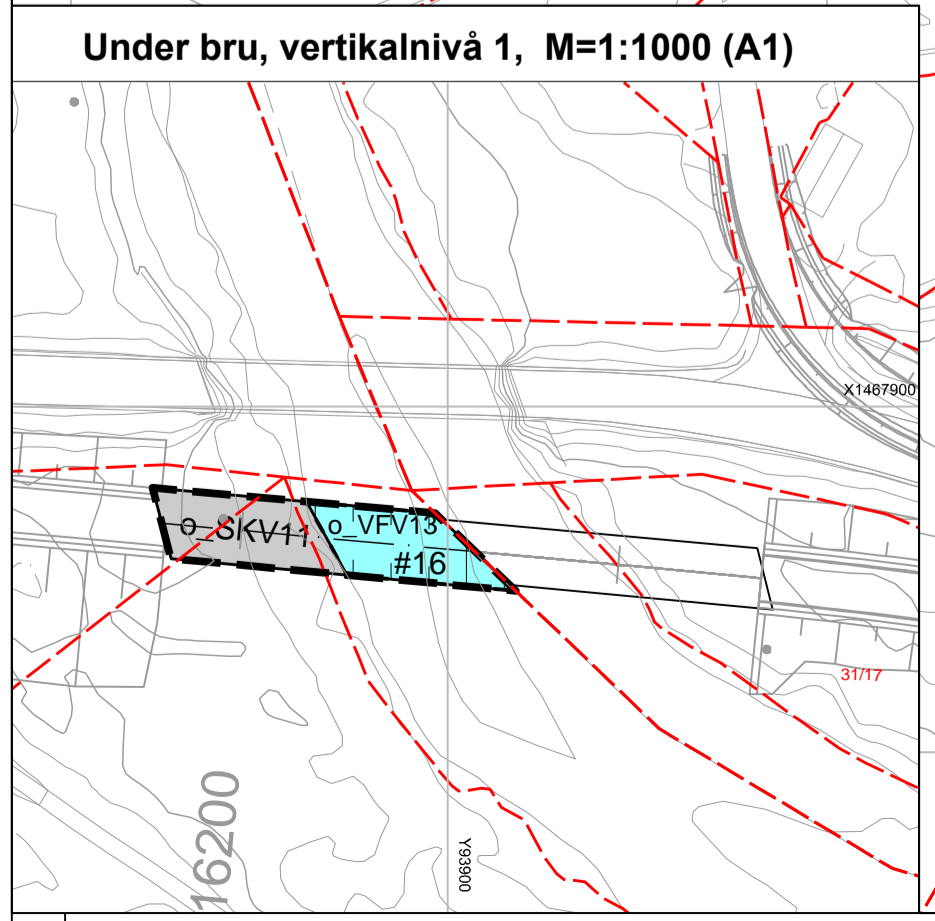 Under bru, vertikalnivå 1, M=1:1000 (A1)
X1467900
o_SKV11
o_VFV13
#16
31/17
16200
Y93900